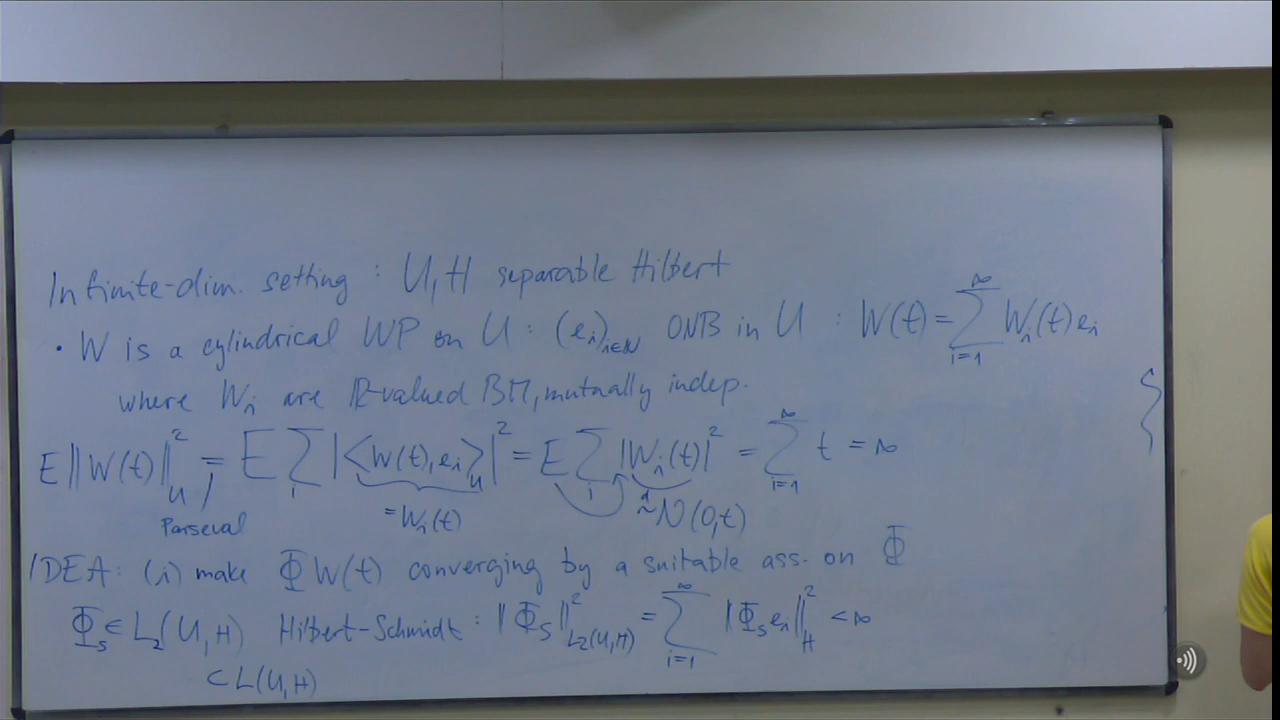 Infinite-dim. setting : U, H separable Hilbert
• W is a cylindrical WP on U : (e_i)_{i∈ℕ} ONB in U : W(t) = ∑_{i=1}^∞ W_i(t) e_i
where W_i are ℝ-valued BM, mutually indep.
E‖W(t)‖_U^2 = E ∑_i |<W(t), e_i>_U|^2 = E ∑_i |W_i(t)|^2 = ∑_{i=1}^∞ t = ∞
Parseval = W_i(t) ~ N(0,t)
IDEA: (i) make Φ W(t) converging by a suitable ass. on Φ
Φ_s ∈ L_2(U,H) Hilbert-Schmidt : ‖Φ_s‖_{L_2(U,H)}^2 = ∑_{i=1}^∞ ‖Φ_s e_i‖_H^2 < ∞
⊂ L(U,H)